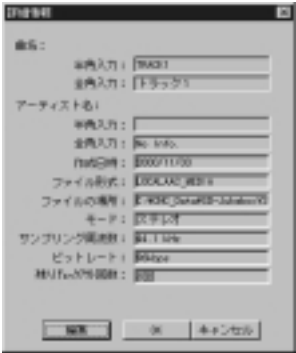 詳細情報
曲名：
半角入力： TRACK1
全角入力： トラック1
アーティスト名：
半角入力：
全角入力： No Info.
作成日時： 2000/11/03
ファイル形式：
ファイルの場所：
モード： ステレオ
サンプリング周波数： 44.1 kHz
ビットレート： 96kbps
残りﾁｪｯｸｱｳﾄ回数：
編集 OK キャンセル